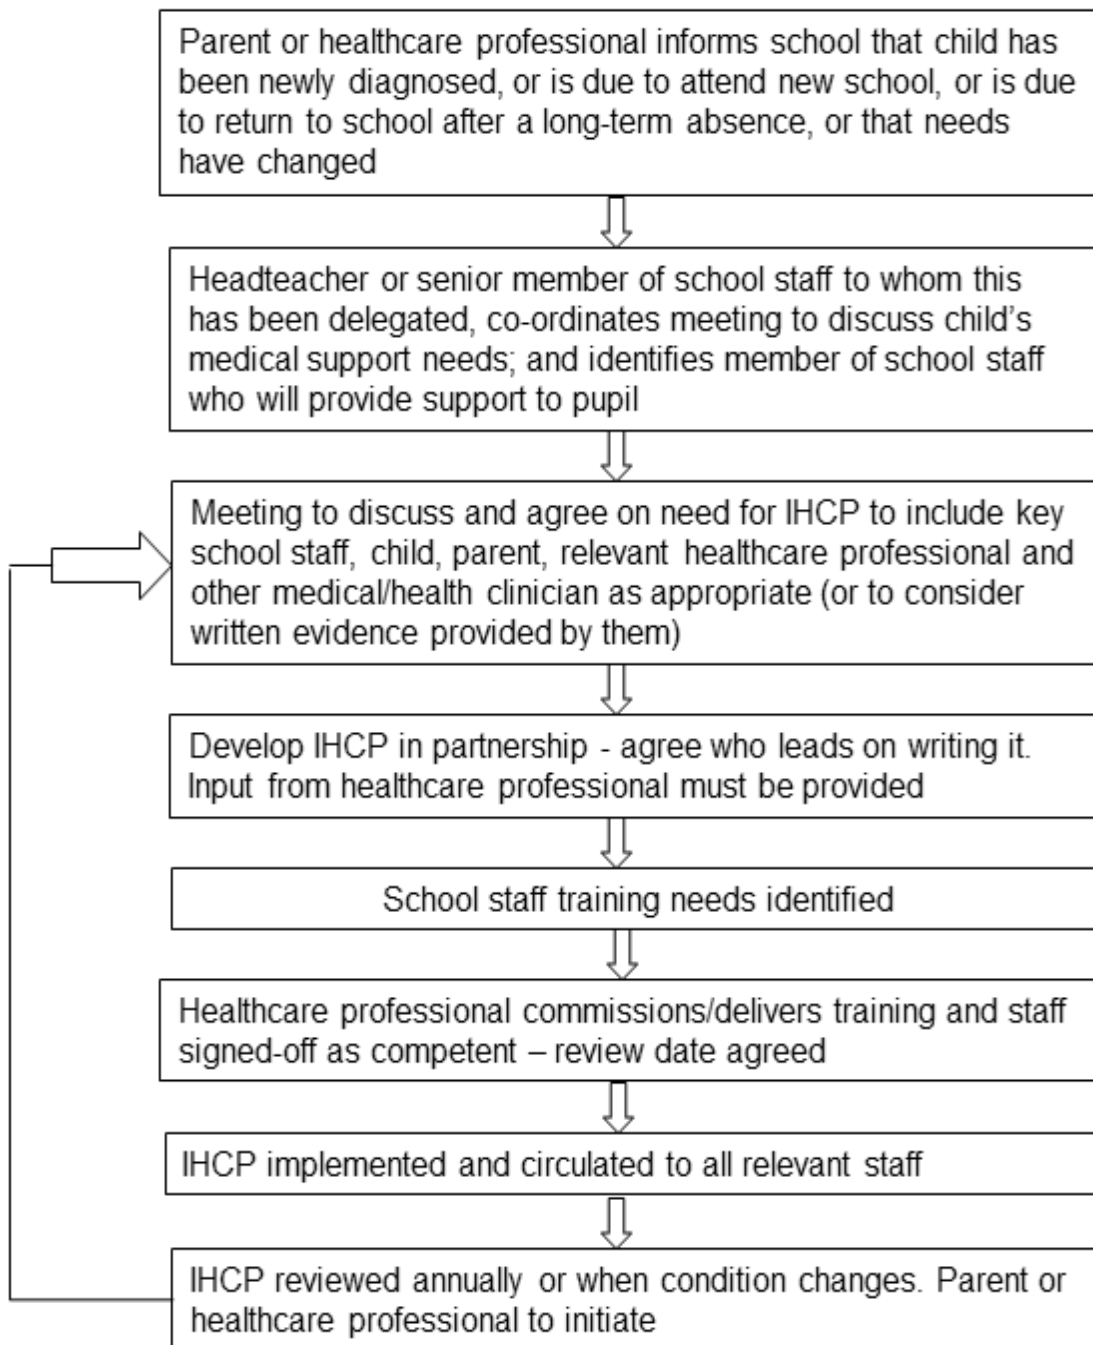 Parent or healthcare professional informs school that child has
been newly diagnosed, or is due to attend new school, or is due
to return to school after a long-term absence, or that needs
have changed
Headteacher or senior member of school staff to whom this
has been delegated, co-ordinates meeting to discuss child’s
medical support needs; and identifies member of school staff
who will provide support to pupil
Meeting to discuss and agree on need for IHCP to include key
school staff, child, parent, relevant healthcare professional and
other medical/health clinician as appropriate (or to consider
written evidence provided by them)
Develop IHCP in partnership - agree who leads on writing it.
Input from healthcare professional must be provided
School staff training needs identified
Healthcare professional commissions/delivers training and staff
signed-off as competent – review date agreed
IHCP implemented and circulated to all relevant staff
IHCP reviewed annually or when condition changes. Parent or
healthcare professional to initiate